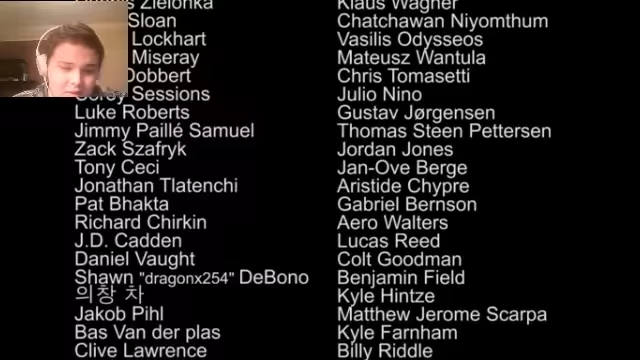 Zielonka
Sloan
Lockhart
Miseray
Dobbert
Sessions
Luke Roberts
Jimmy Paillé Samuel
Zack Szafryk
Tony Ceci
Jonathan Tlatenchi
Pat Bhakta
Richard Chirkin
J.D. Cadden
Daniel Vaught
Shawn "dragonx254" DeBono
의창 차
Jakob Pihl
Bas Van der plas
Clive Lawrence
Klaus Wagner
Chatchawan Niyomthum
Vasilis Odysseos
Mateusz Wantula
Chris Tomasetti
Julio Nino
Gustav Jørgensen
Thomas Steen Pettersen
Jordan Jones
Jan-Ove Berge
Aristide Chypre
Gabriel Bernson
Aero Walters
Lucas Reed
Colt Goodman
Benjamin Field
Kyle Hintze
Matthew Jerome Scarpa
Kyle Farnham
Billy Riddle